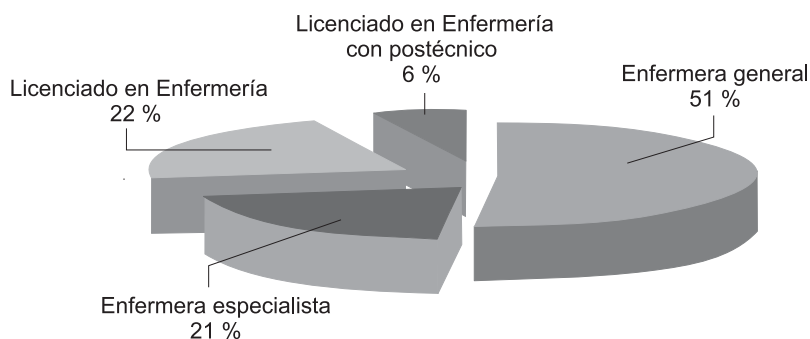 Licenciado en Enfermería
con postécnico
6 %
Enfermera general
51 %
Licenciado en Enfermería
22 %
Enfermera especialista
21 %